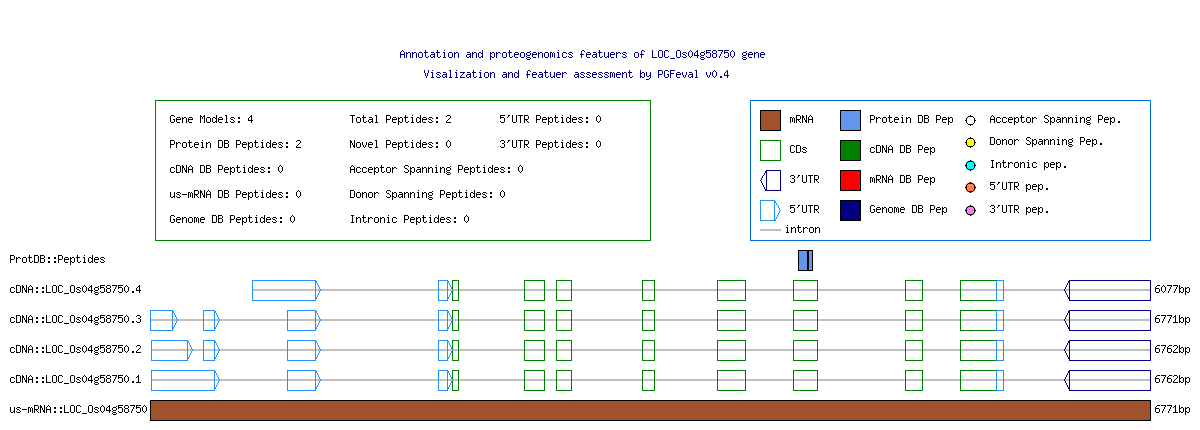 Annotation and proteogenomics featuers of LOC_Os04g58750 gene
Visalization and featuer assessment by PGFeval v0.4
Gene Models: 4 Total Peptides: 2 5'UTR Peptides: 0
Protein DB Peptides: 2 Novel Peptides: 0 3'UTR Peptides: 0
cDNA DB Peptides: 0 Acceptor Spanning Peptides: 0
us-mRNA DB Peptides: 0 Donor Spanning Peptides: 0
Genome DB Peptides: 0 Intronic Peptides: 0
mRNA Protein DB Pep Acceptor Spanning Pep.
Donor Spanning Pep.
CDs cDNA DB Pep
Intronic pep.
3'UTR mRNA DB Pep
5'UTR pep.
5'UTR Genome DB Pep 3'UTR pep.
intron
ProtDB::Peptides
cDNA::LOC_Os04g58750.4 6077bp
cDNA::LOC_Os04g58750.3 6771bp
cDNA::LOC_Os04g58750.2 6762bp
cDNA::LOC_Os04g58750.1 6762bp
us-mRNA::LOC_Os04g58750 6771bp